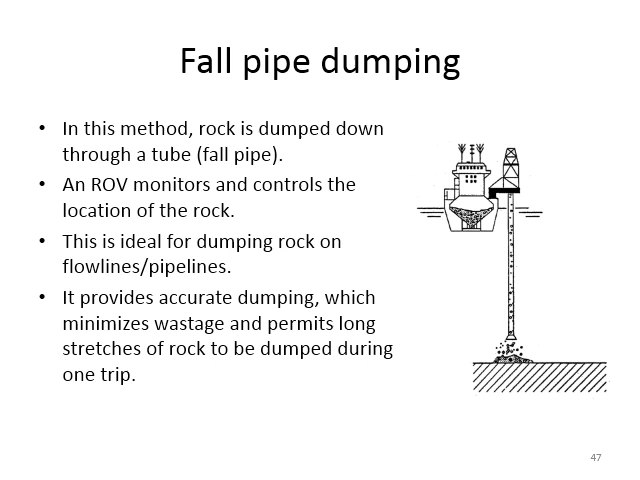 Fall pipe dumping
• In this method, rock is dumped down
through a tube (fall pipe).
• An ROV monitors and controls the
location of the rock.
• This is ideal for dumping rock on
flowlines/pipelines.
• It provides accurate dumping, which
minimizes wastage and permits long
stretches of rock to be dumped during
one trip.
47